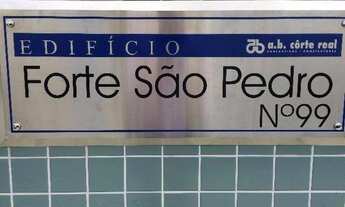 EDIFÍCIO
a.b. côrte real
Forte São Pedro
Nº99